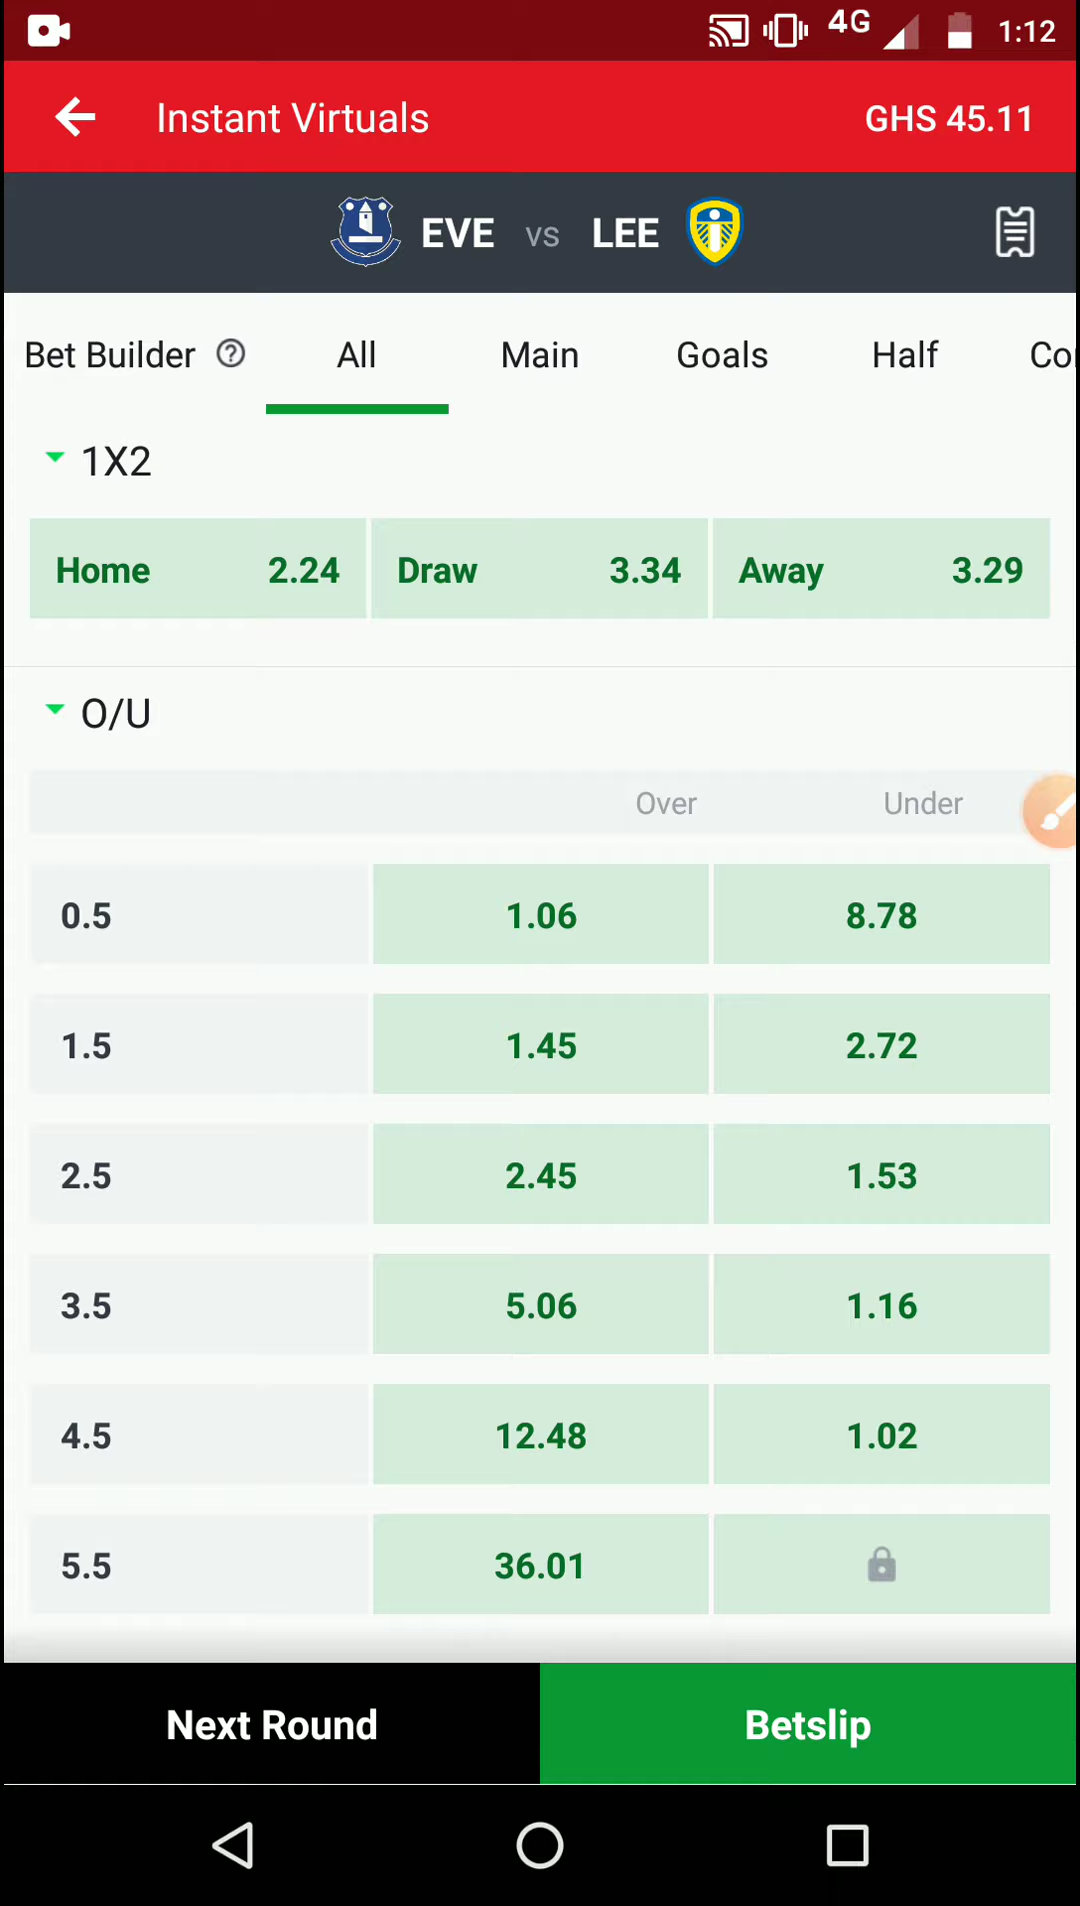 4G 1:12
Instant Virtuals GHS 45.11
EVE vs LEE
Bet Builder ? All Main Goals Half Co
1X2
Home 2.24 Draw 3.34 Away 3.29
O/U
Over Under
0.5 1.06 8.78
1.5 1.45 2.72
2.5 2.45 1.53
3.5 5.06 1.16
4.5 12.48 1.02
5.5 36.01
Next Round Betslip